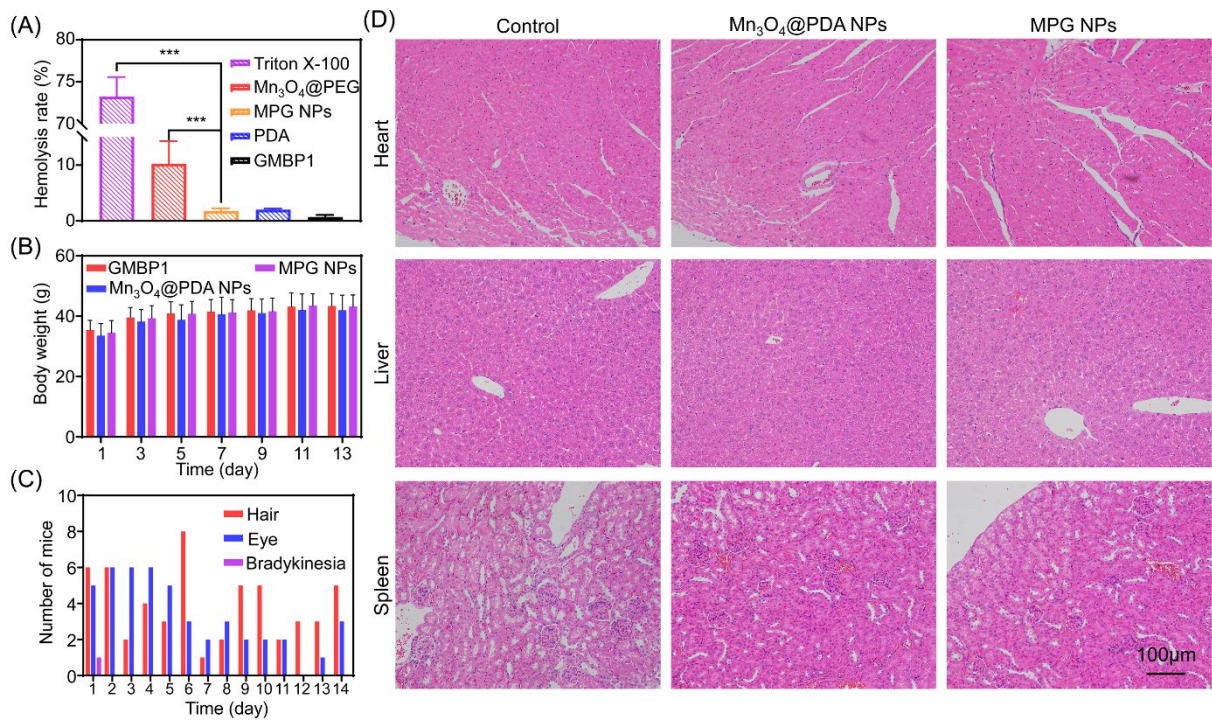 (A)
80
75
70
10
0
Hemolysis rate (%)
***
***
Triton X-100
Mn₃O₄@PEG
MPG NPs
PDA
GMBP1
(B)
60
40
20
0
Body weight (g)
GMBP1
MPG NPs
Mn₃O₄@PDA NPs
1 3 5 7 9 11 13
Time (day)
(C)
10
8
6
4
2
0
Number of mice
Hair
Eye
Bradykinesia
1 2 3 4 5 6 7 8 9 10 11 12 13 14
Time (day)
(D)
Control Mn₃O₄@PDA NPs MPG NPs
Heart
Liver
Spleen
100μm